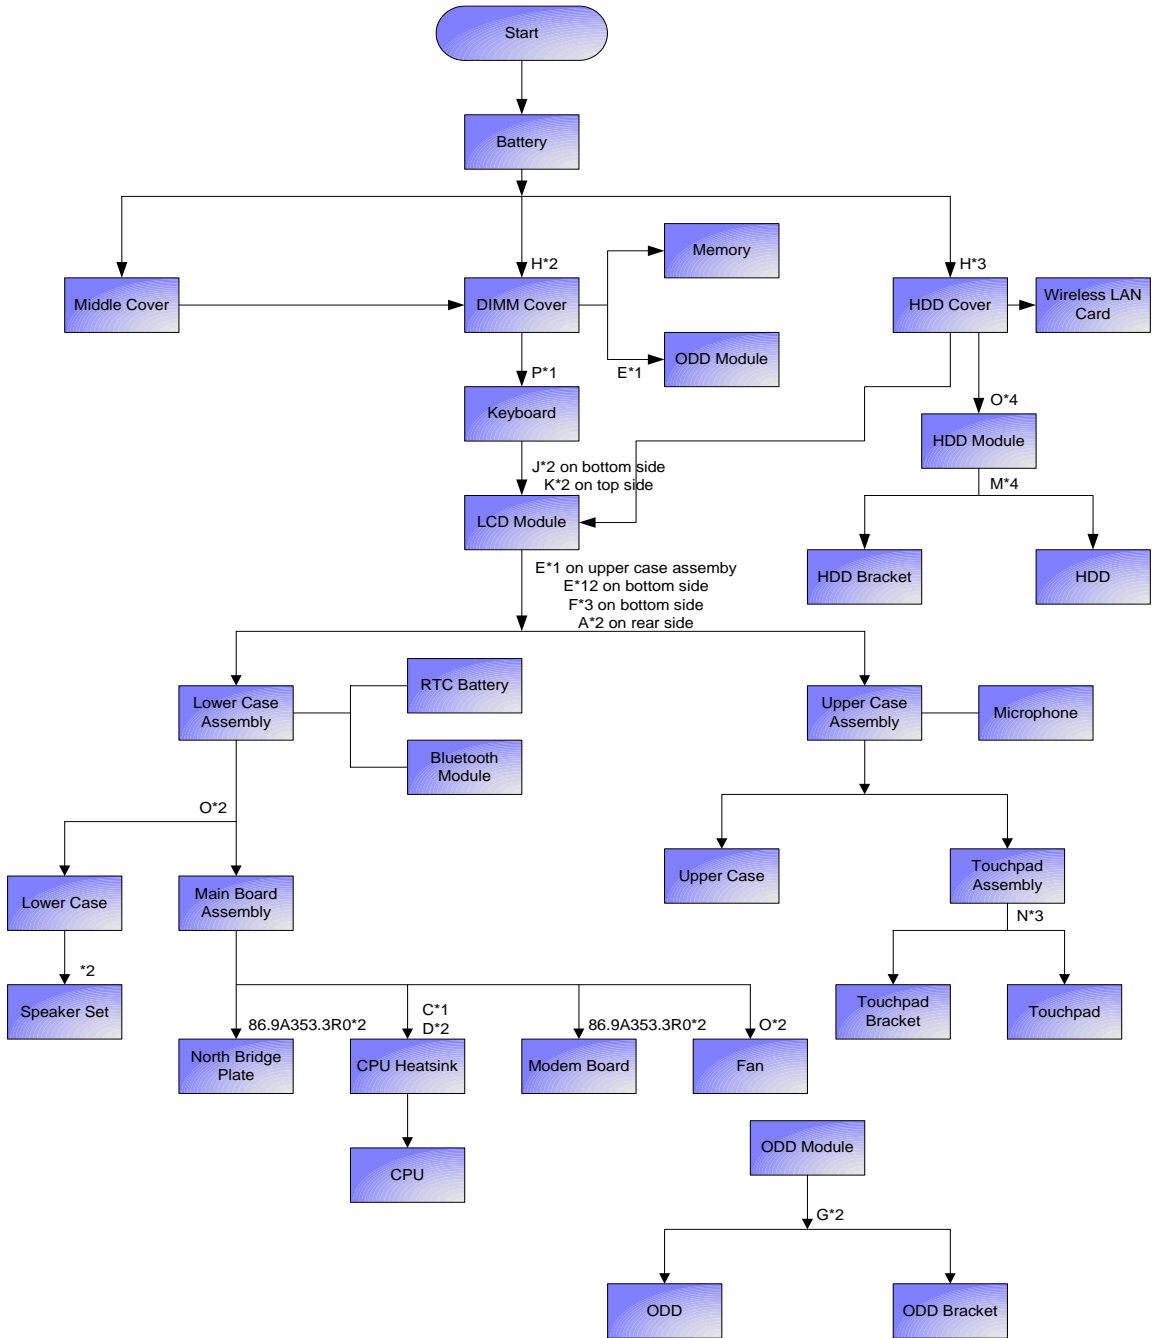 Start
Battery
H*2
H*3
Memory
Middle Cover
DIMM Cover
HDD Cover
Wireless LAN
Card
P*1
E*1
ODD Module
Keyboard
O*4
HDD Module
J*2 on bottom side
K*2 on top side
M*4
LCD Module
HDD Bracket
HDD
E*1 on upper case assemby
E*12 on bottom side
F*3 on bottom side
A*2 on rear side
RTC Battery
Lower Case
Assembly
Upper Case
Assembly
Microphone
Bluetooth
Module
O*2
Lower Case
Main Board
Assembly
Upper Case
Touchpad
Assembly
N*3
*2
Speaker Set
Touchpad
Bracket
Touchpad
86.9A353.3R0*2
C*1
D*2
86.9A353.3R0*2
O*2
North Bridge
Plate
CPU Heatsink
Modem Board
Fan
CPU
ODD Module
G*2
ODD
ODD Bracket